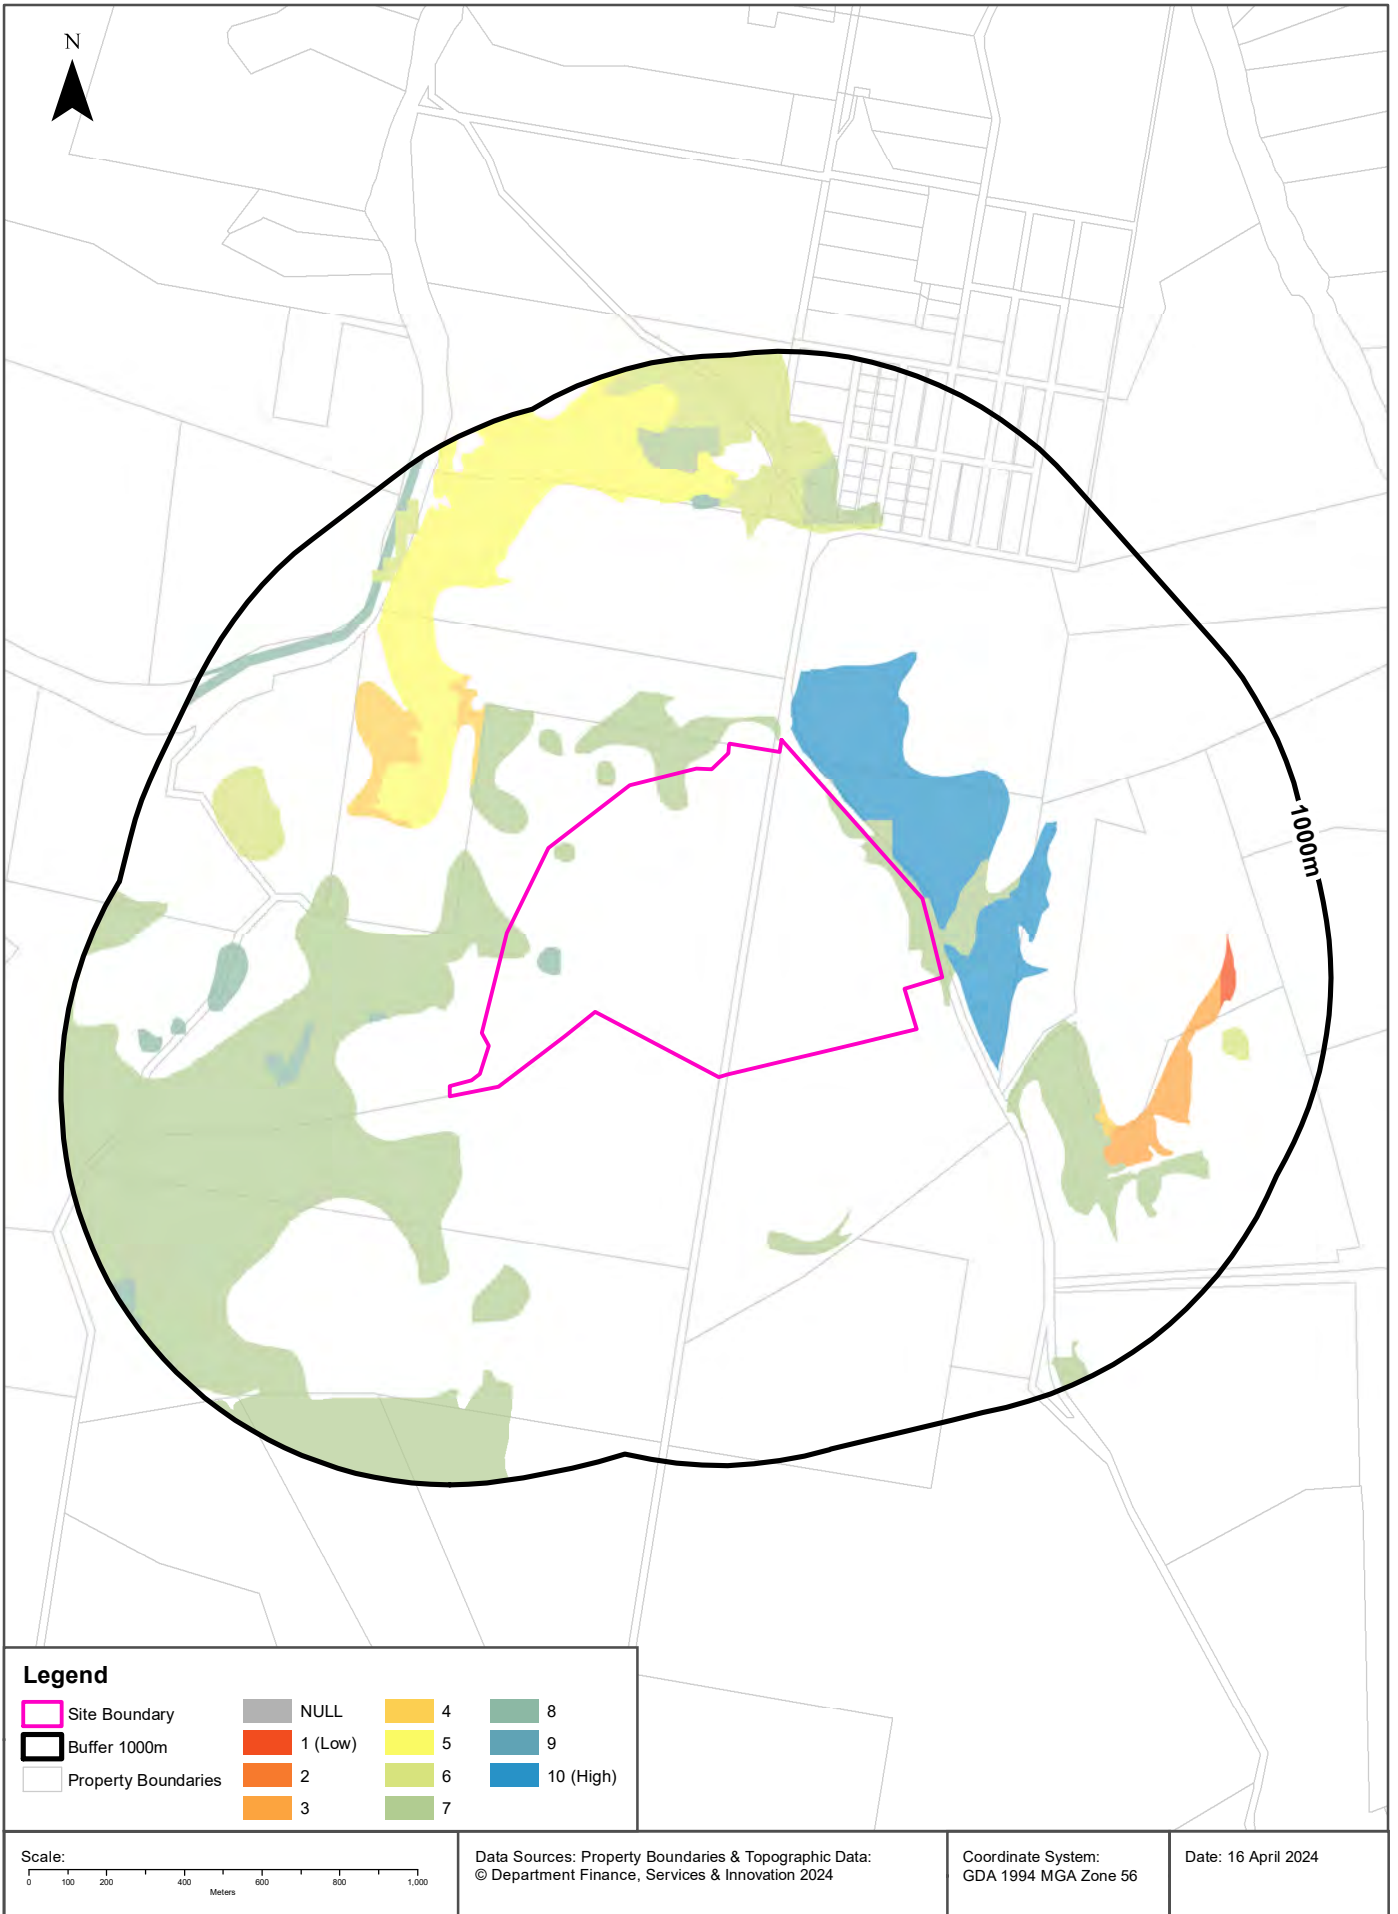 N
1000m
Legend
Site Boundary
Buffer 1000m
Property Boundaries
NULL
1 (Low)
2
3
4
5
6
7
8
9
10 (High)
Scale:
0 100 200 400 600 800 1,000
Meters
Data Sources: Property Boundaries & Topographic Data:
© Department Finance, Services & Innovation 2024
Coordinate System:
GDA 1994 MGA Zone 56
Date: 16 April 2024